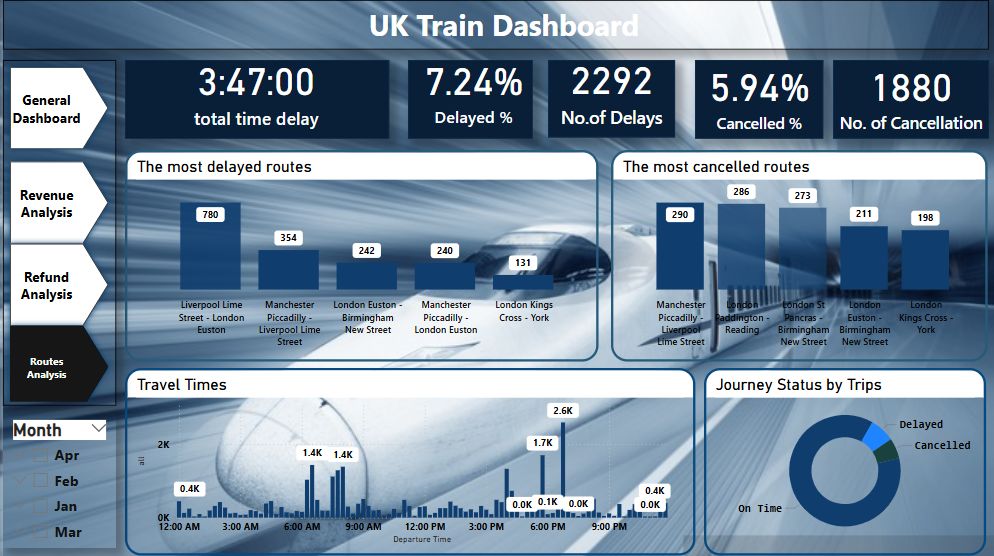 UK Train Dashboard
General
Dashboard
Revenue
Analysis
Refund
Analysis
Routes
Analysis
Month
Apr
Feb
Jan
Mar
3:47:00
total time delay
7.24%
Delayed %
2292
No.of Delays
5.94%
Cancelled %
1880
No. of Cancellation
The most delayed routes
780
354
242
240
131
Liverpool Lime
Street - London
Euston
Manchester
Piccadilly -
Liverpool Lime
Street
London Euston -
Birmingham
New Street
Manchester
Piccadilly -
London Euston
London Kings
Cross - York
The most cancelled routes
290
286
273
211
198
Manchester
Piccadilly -
Liverpool
Lime Street
London
Paddington -
Reading
London St
Pancras -
Birmingham
New Street
London
Euston -
Birmingham
New Street
London
Kings Cross -
York
Travel Times
all
2K
0K
0.4K
1.4K
1.4K
0.0K
1.7K
0.1K
2.6K
0.0K
0.4K
0.0K
12:00 AM
3:00 AM
6:00 AM
9:00 AM
12:00 PM
3:00 PM
6:00 PM
9:00 PM
Departure Time
Journey Status by Trips
Delayed
Cancelled
On Time